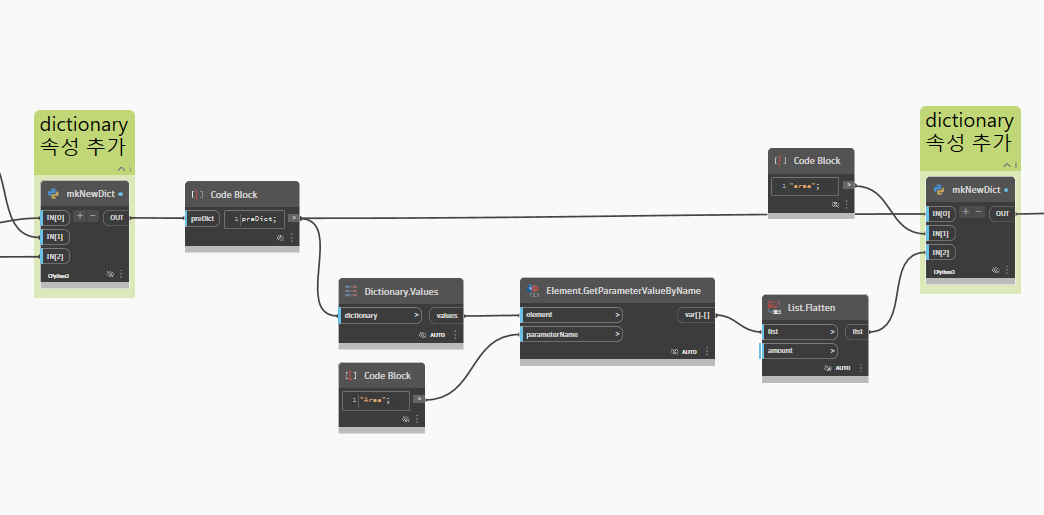 dictionary
속성 추가
mkNewDict
IN[0] + − OUT
IN[1]
IN[2]
CPython3
Code Block
preDict 1 preDict; >
Dictionary.Values
dictionary > values
AUTO
Code Block
1 "Area"; >
Element.GetParameterValueByName
element > var[]..[]
parameterName >
AUTO
Code Block
1 "area"; >
List.Flatten
list > list
amount >
AUTO
dictionary
속성 추가
mkNewDict
IN[0] + − OUT
IN[1]
IN[2]
CPython3